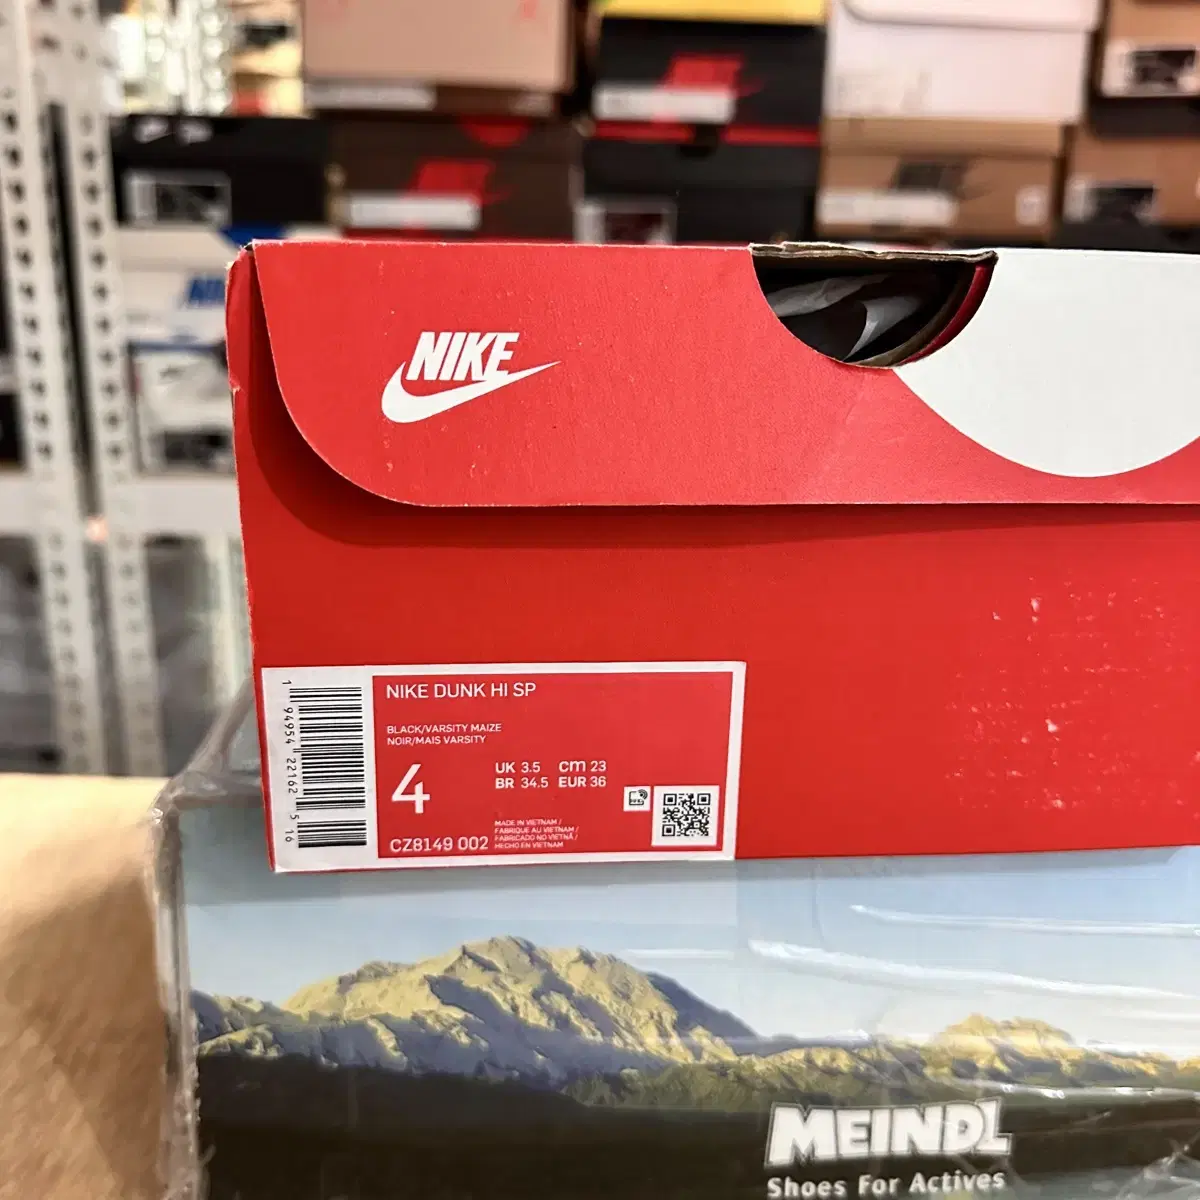 NIKE
NIKE DUNK HI SP
BLACK/VARSITY MAIZE
NOIR/MAIS VARSITY
4
UK 3.5 cm 23
BR 34.5 EUR 36
CZ8149 002
MADE IN VIETNAM /
FABRIQUE AU VIETNAM /
FABRICADO NO VIETNÃ /
HECHO EN VIETNAM
1 94954 22162 5 16
MEINDL
Shoes For Actives